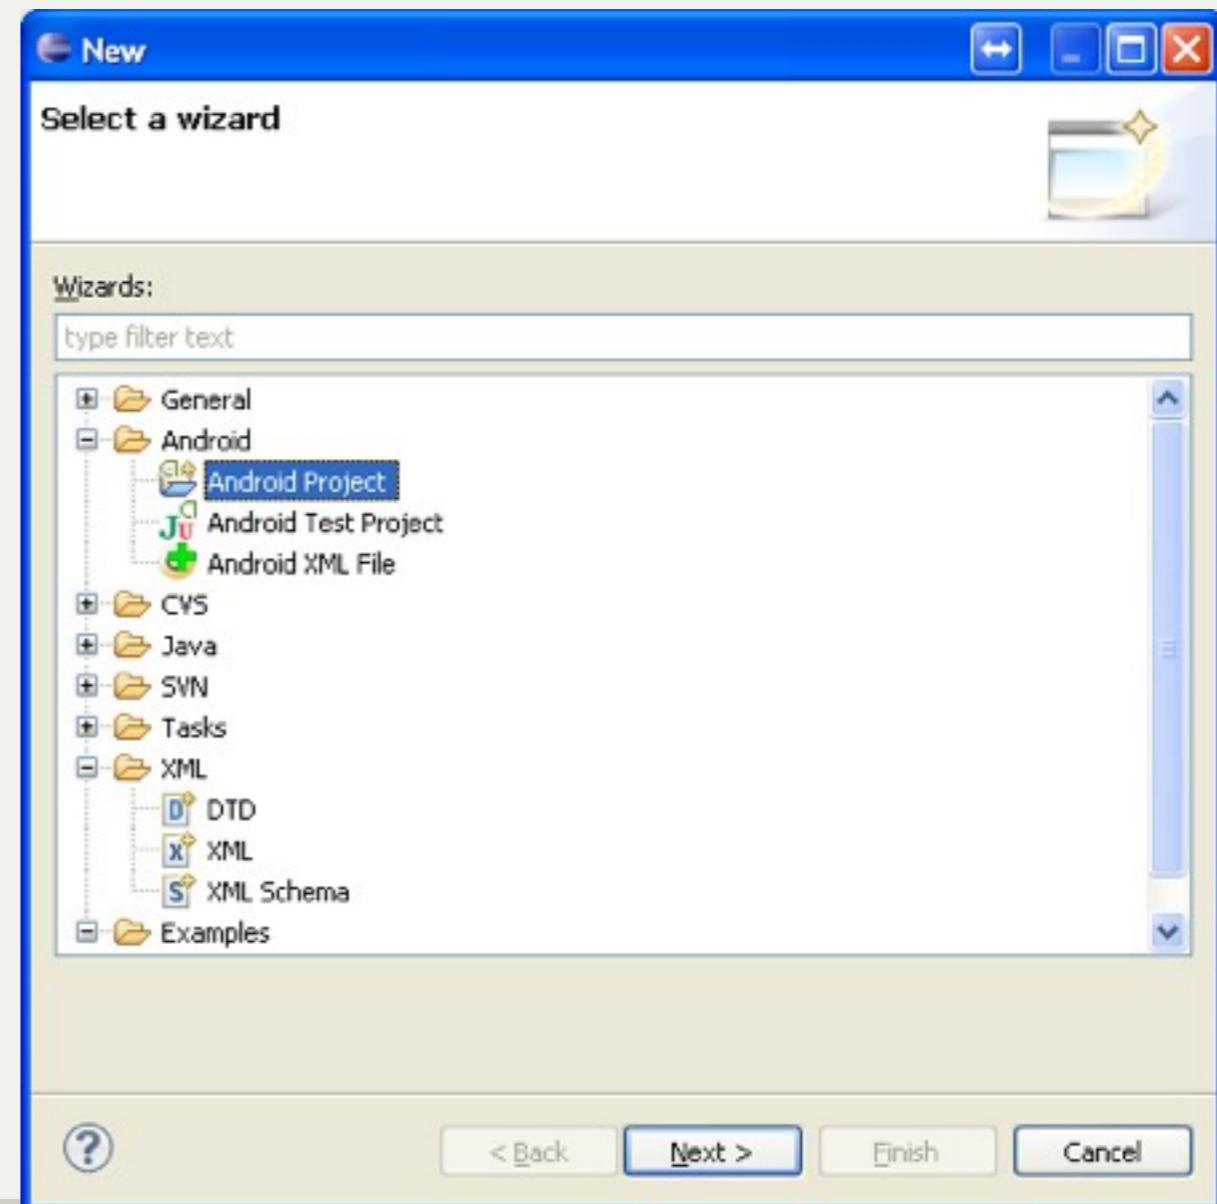 New
Select a wizard
Wizards:
type filter text
General
Android
Android Project
Android Test Project
Android XML File
CVS
Java
SVN
Tasks
XML
DTD
XML
XML Schema
Examples
< Back Next > Finish Cancel